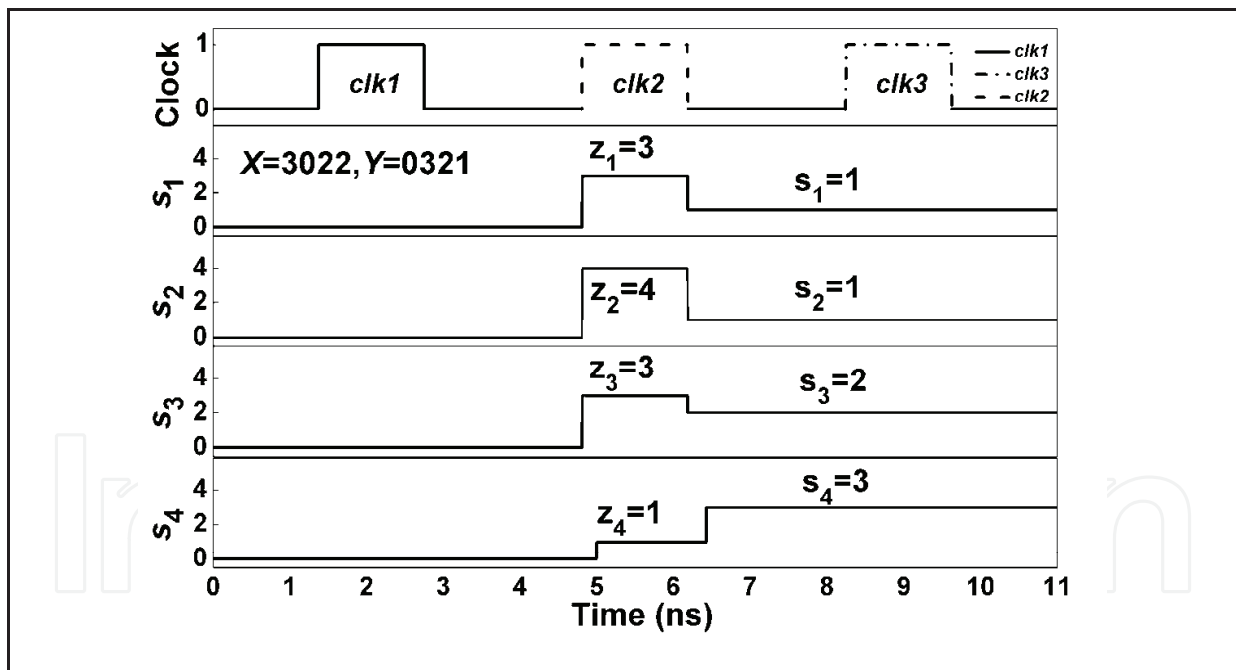 Clock
1
0
clk1
clk2
clk3
clk1
clk3
clk2
s1
4
2
0
X=3022, Y=0321
z1=3
s1=1
s2
4
2
0
z2=4
s2=1
s3
4
2
0
z3=3
s3=2
s4
4
2
0
z4=1
s4=3
0 1 2 3 4 5 6 7 8 9 10 11
Time (ns)